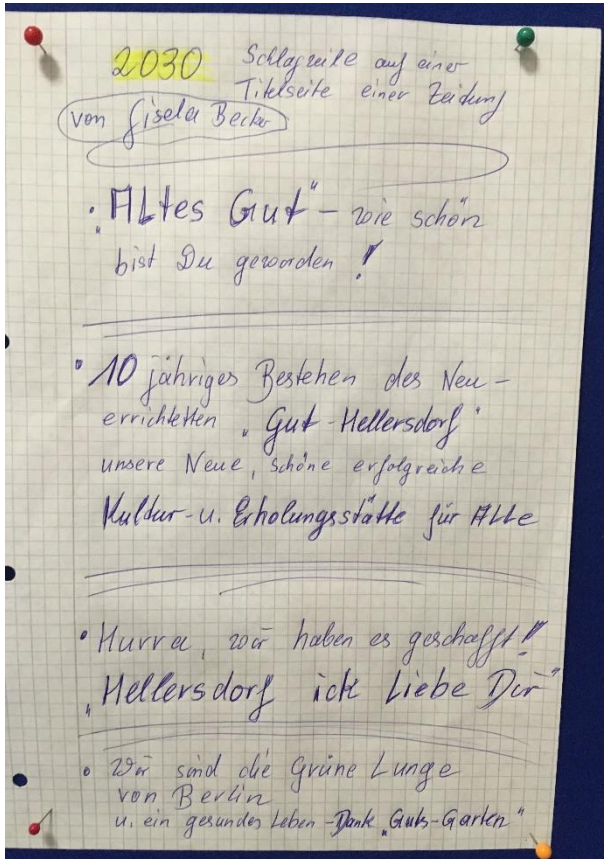 2030 Schlagzeile auf einer
Titelseite einer Zeidung
von Gisela Becker
• „Altes Gut“ – wie schön
bist Du geworden !
• 10 jähriges Bestehen des Neu-
errichteten „Gut-Hellersdorf“
unsere Neue, schöne erfolgreiche
Kultur- u. Erholungsstätte für Alle
• Hurra, wir haben es geschafft!!
„Hellersdorf ick Liebe Dir“
• Wir sind die Grüne Lunge
von Berlin
u. ein gesundes Leben - Dank „Guts-Garten“